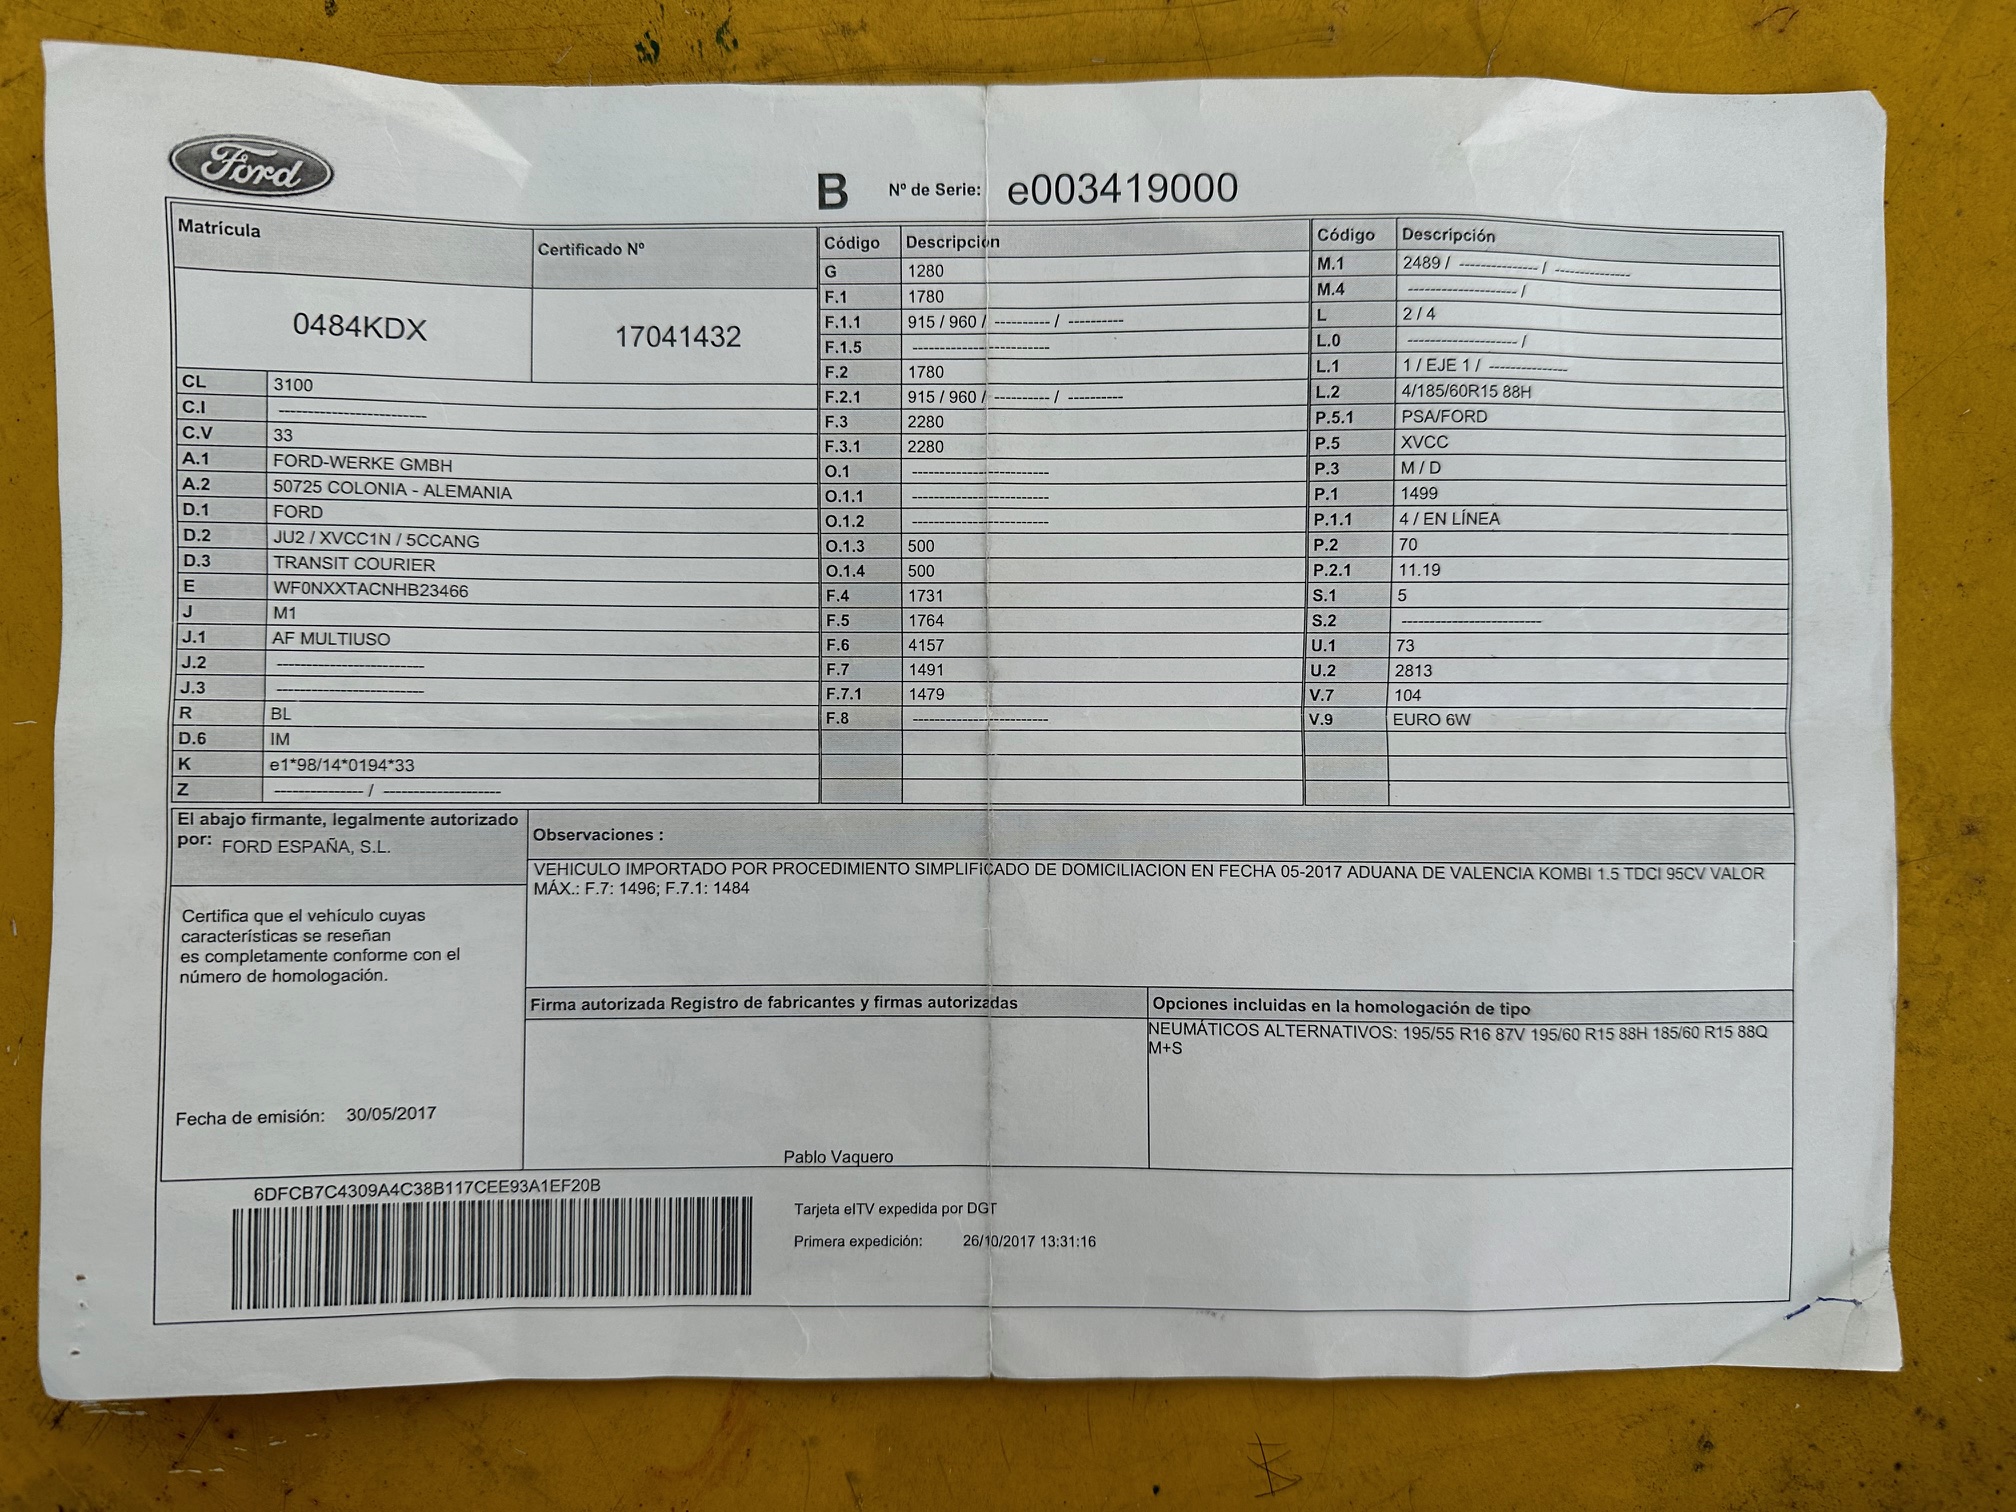 Ford
B Nº de Serie: e003419000
Matrícula
Certificado Nº
0484KDX
17041432
CL 3100
C.I -------------------------
C.V 33
A.1 FORD-WERKE GMBH
A.2 50725 COLONIA - ALEMANIA
D.1 FORD
D.2 JU2 / XVCC1N / 5CCANG
D.3 TRANSIT COURIER
E WF0NXXTACNHB23466
J M1
J.1 AF MULTIUSO
J.2 -------------------------
J.3 -------------------------
R BL
D.6 IM
K e1*98/14*0194*33
Z --------------- / --------------------
Código Descripción
G 1280
F.1 1780
F.1.1 915 / 960 / ---------- / ----------
F.1.5 -------------------------
F.2 1780
F.2.1 915 / 960 / ---------- / ----------
F.3 2280
F.3.1 2280
O.1 -------------------------
O.1.1 -------------------------
O.1.2 -------------------------
O.1.3 500
O.1.4 500
F.4 1731
F.5 1764
F.6 4157
F.7 1491
F.7.1 1479
F.8 -------------------------
Código Descripción
M.1 2489 / --------------- / ---------------
M.4 -------------------- /
L 2 / 4
L.0 -------------------- /
L.1 1 / EJE 1 / ---------------
L.2 4/185/60R15 88H
P.5.1 PSA/FORD
P.5 XVCC
P.3 M / D
P.1 1499
P.1.1 4 / EN LÍNEA
P.2 70
P.2.1 11.19
S.1 5
S.2 -------------------------
U.1 73
U.2 2813
V.7 104
V.9 EURO 6W
El abajo firmante, legalmente autorizado
por: FORD ESPAÑA, S.L.
Certifica que el vehículo cuyas
características se reseñan
es completamente conforme con el
número de homologación.
Fecha de emisión: 30/05/2017
Observaciones :
VEHICULO IMPORTADO POR PROCEDIMIENTO SIMPLIFICADO DE DOMICILIACION EN FECHA 05-2017 ADUANA DE VALENCIA KOMBI 1.5 TDCI 95CV VALOR
MÁX.: F.7: 1496; F.7.1: 1484
Firma autorizada Registro de fabricantes y firmas autorizadas
Pablo Vaquero
Opciones incluidas en la homologación de tipo
NEUMÁTICOS ALTERNATIVOS: 195/55 R16 87V 195/60 R15 88H 185/60 R15 88Q
M+S
6DFCB7C4309A4C38B117CEE93A1EF20B
Tarjeta eITV expedida por DGT
Primera expedición: 26/10/2017 13:31:16